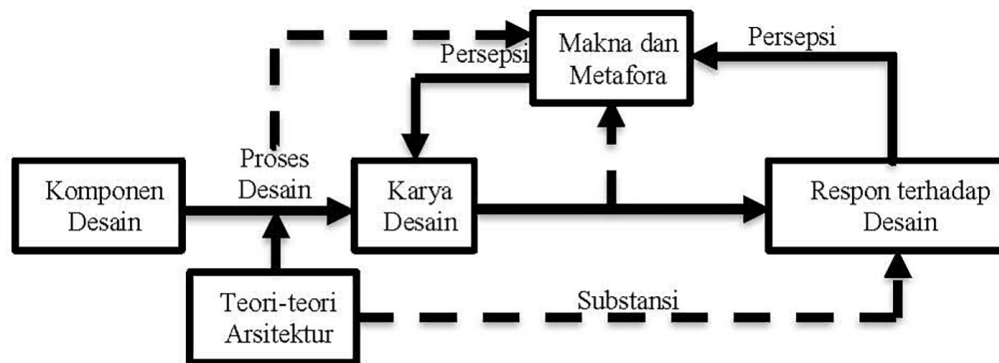 Persepsi
Makna dan
Metafora
Persepsi
Proses
Desain
Komponen
Desain
Karya
Desain
Respon terhadap
Desain
Teori-teori
Arsitektur
Substansi